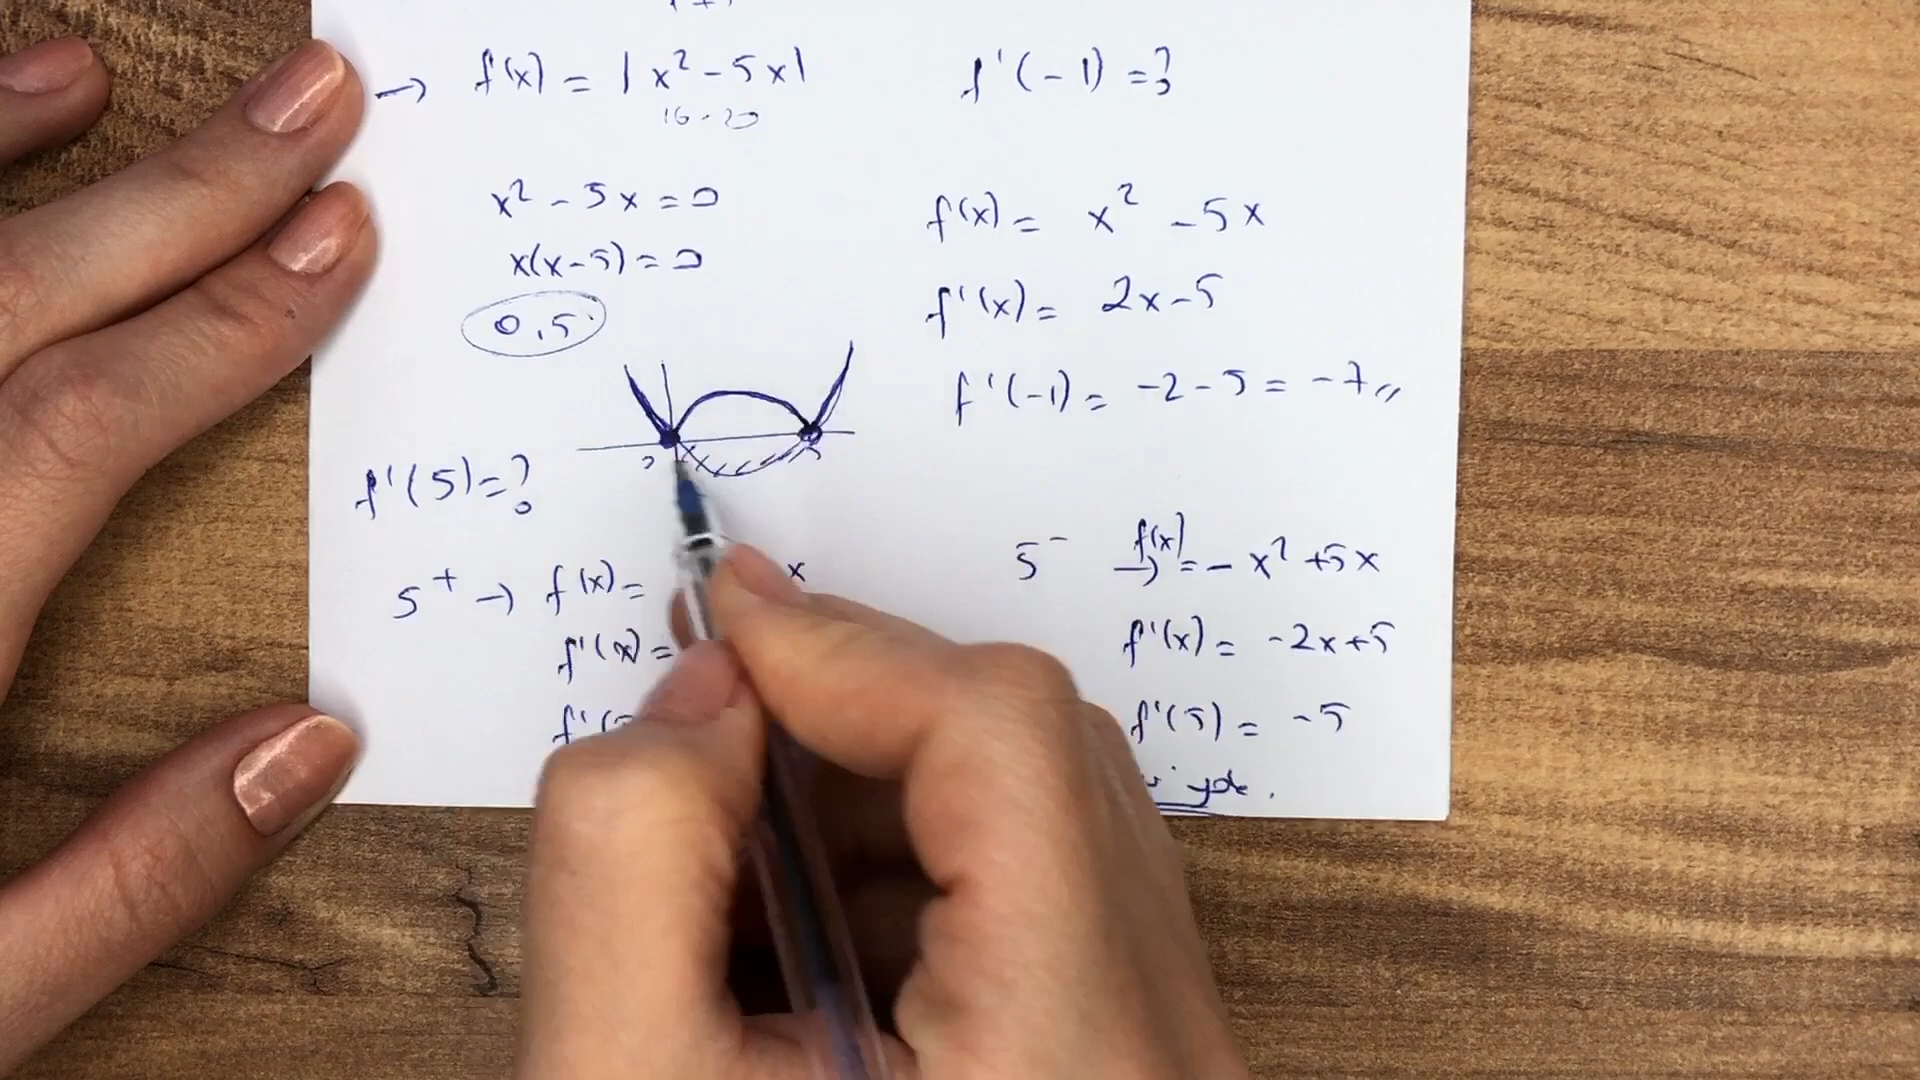 → f(x) = |x² - 5x|    f'(-1) = ?
16 - 20
x² - 5x = 0    f(x) = x² - 5x
x(x-5) = 0    f'(x) = 2x - 5
0, 5    f'(-1) = -2 - 5 = -7 //
f'(5) = ?
5⁺ → f(x) =    x    5⁻ → f(x) = -x² + 5x
f'(x) =    f'(x) = -2x + 5
f'(    f'(5) = -5
yok.